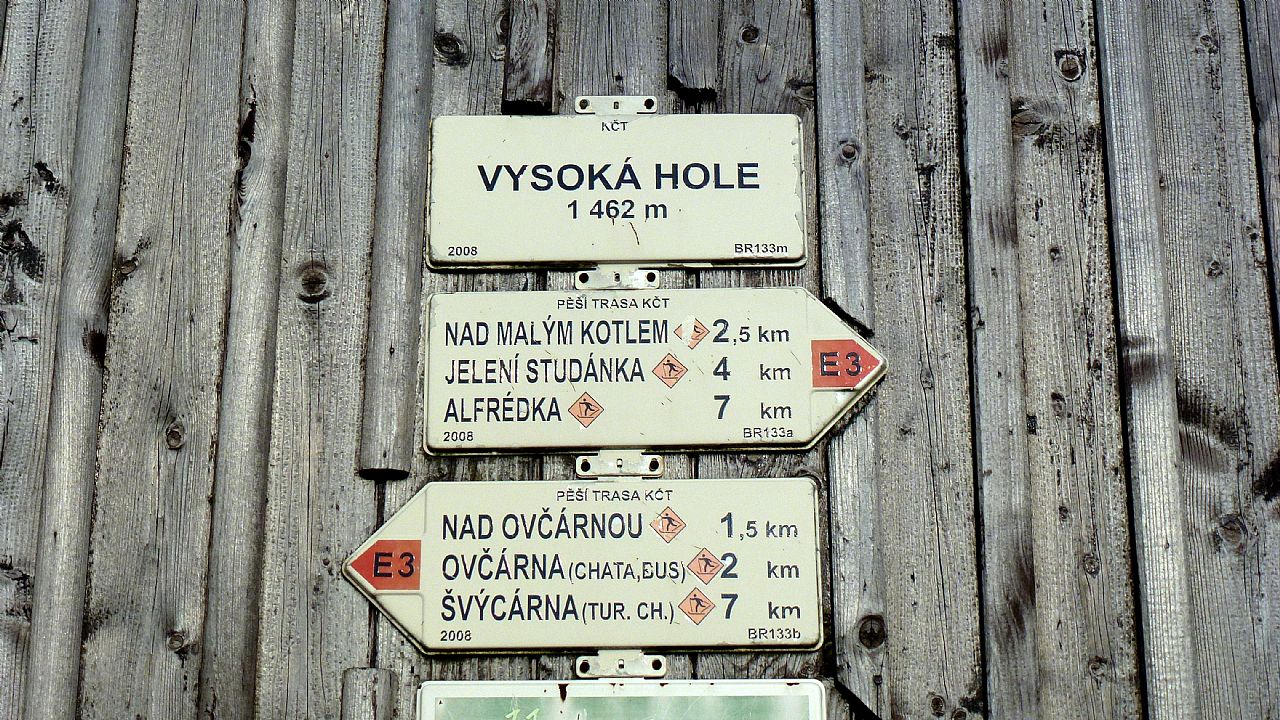 KČT
VYSOKÁ HOLE
1 462 m
2008 BR133m
PĚŠÍ TRASA KČT
NAD MALÝM KOTLEM 2,5 km
JELENÍ STUDÁNKA 4 km
ALFRÉDKA 7 km
E3
2008 BR133a
PĚŠÍ TRASA KČT
NAD OVČÁRNOU 1,5 km
OVČÁRNA (CHATA,BUS) 2 km
ŠVÝCÁRNA (TUR. CH.) 7 km
E3
2008 BR133b